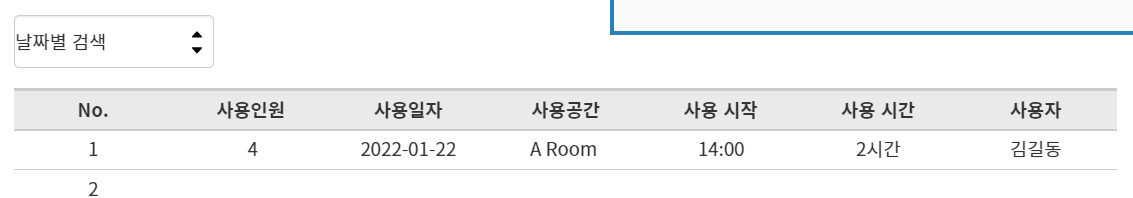 날짜별 검색
No. 사용인원 사용일자 사용공간 사용 시작 사용 시간 사용자
1 4 2022-01-22 A Room 14:00 2시간 김길동
2